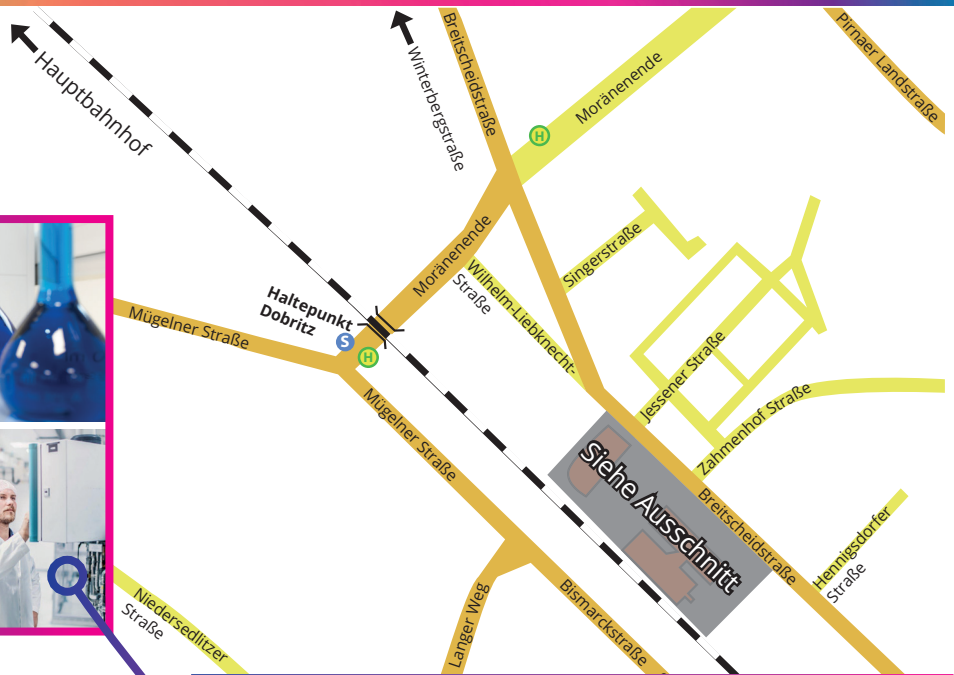 Hauptbahnhof
Winterbergstraße
Breitscheidstraße
Moränenende
Pirnaer Landstraße
H
Moränenende
Singerstraße
Wilhelm-Liebknecht-
Straße
Haltepunkt
Dobritz
S
H
Mügelner Straße
Mügelner Straße
Jessener Straße
Zahmenhof Straße
Siehe Ausschnitt
Breitscheidstraße
Hennigsdorfer
Straße
Langer Weg
Bismarckstraße
Niedersedlitzer
Straße